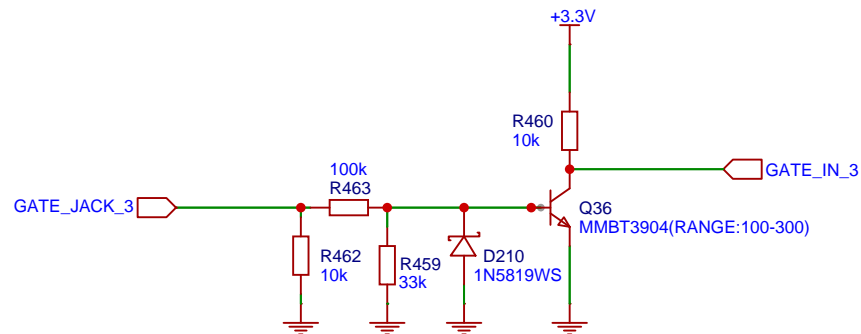 +3.3V
R460
10k
GATE_IN_3
100k
R463
GATE_JACK_3
Q36
MMBT3904(RANGE:100-300)
R462
10k
R459
33k
D210
1N5819WS